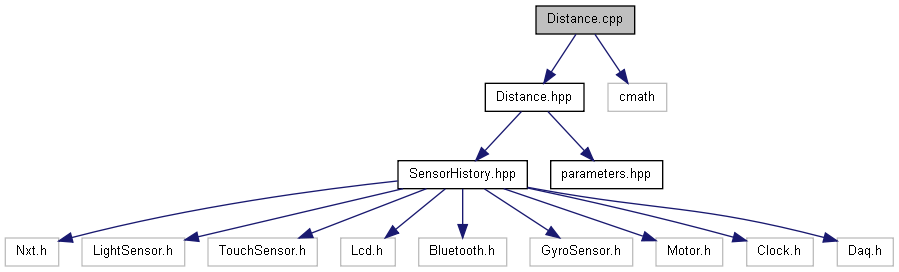 Distance.cpp
Distance.hpp
cmath
SensorHistory.hpp
parameters.hpp
Nxt.h
LightSensor.h
TouchSensor.h
Lcd.h
Bluetooth.h
GyroSensor.h
Motor.h
Clock.h
Daq.h